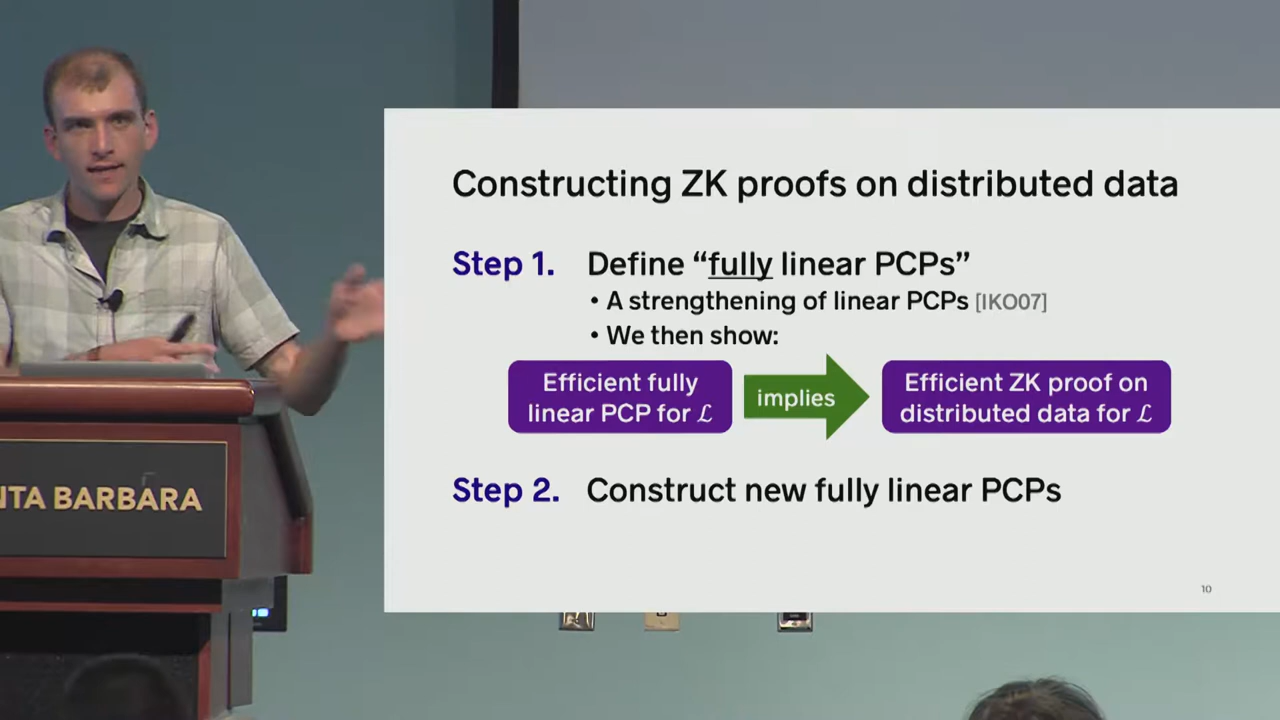 Constructing ZK proofs on distributed data
Step 1. Define “fully linear PCPs”
• A strengthening of linear PCPs [IKO07]
• We then show:
Efficient fully
linear PCP for ℒ
implies
Efficient ZK proof on
distributed data for ℒ
Step 2. Construct new fully linear PCPs
10
NTA BARBARA